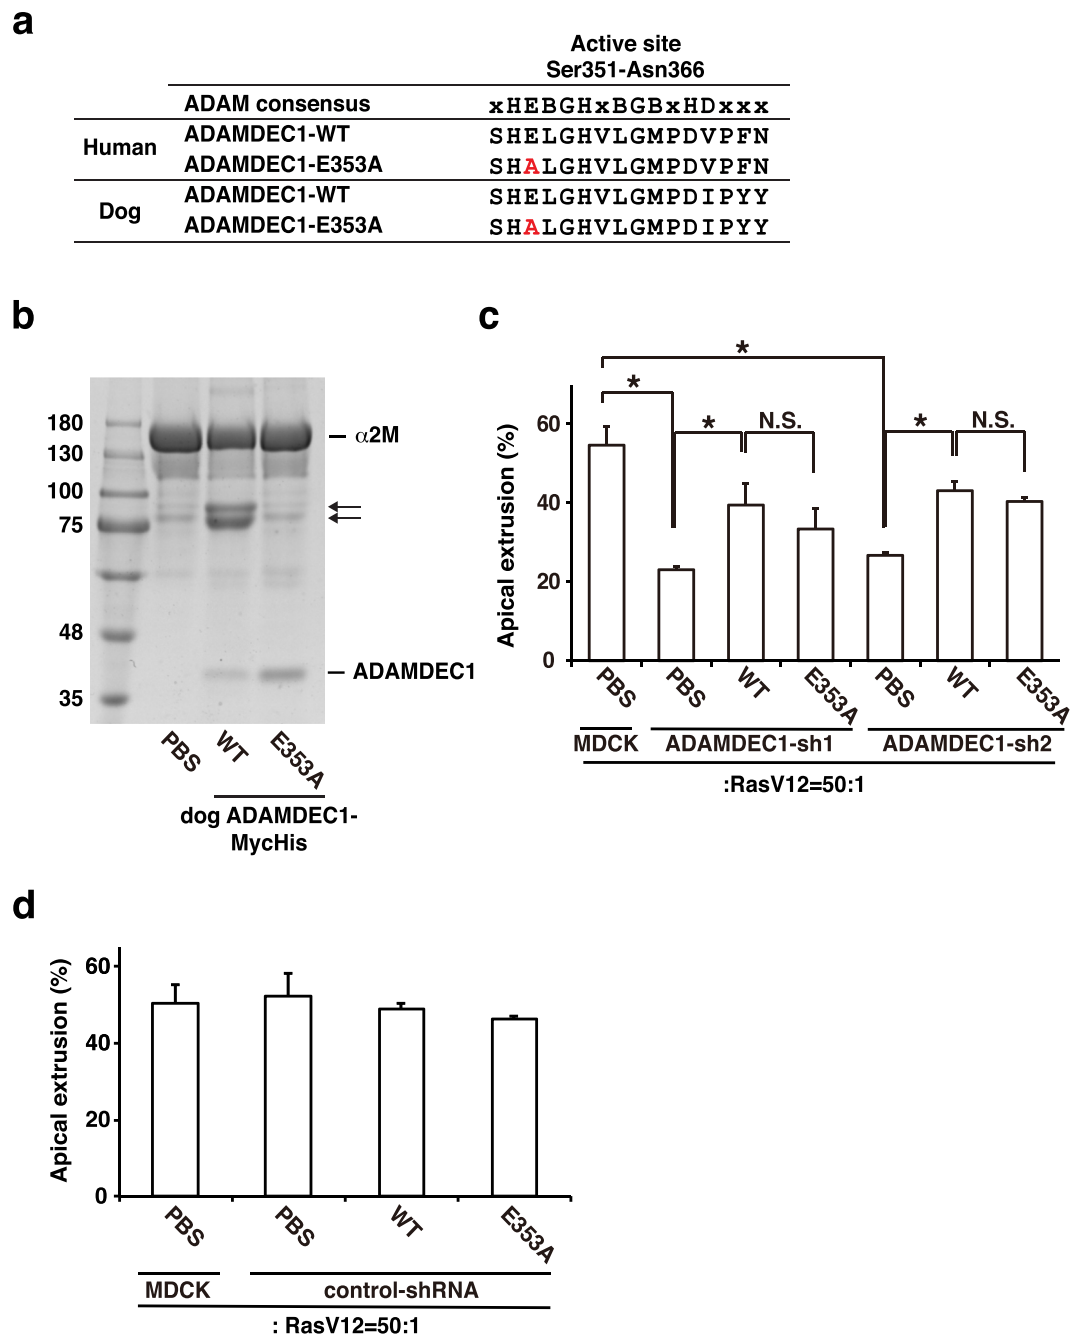 a
Active site
Ser351-Asn366
ADAM consensus xHEBGHxBGBxHDxxx
Human
ADAMDEC1-WT SHELGHVLGMPDVPFN
ADAMDEC1-E353A SHALGHVLGMPDVPFN
Dog
ADAMDEC1-WT SHELGHVLGMPDIPYY
ADAMDEC1-E353A SHALGHVLGMPDIPYY
b
180
130
100
75
48
35
α2M
ADAMDEC1
PBS
WT
E353A
dog ADAMDEC1-
MycHis
c
Apical extrusion (%)
60
40
20
0
*
*
*
N.S.
*
N.S.
PBS
PBS
WT
E353A
PBS
WT
E353A
MDCK
ADAMDEC1-sh1
ADAMDEC1-sh2
:RasV12=50:1
d
Apical extrusion (%)
60
40
20
0
PBS
PBS
WT
E353A
MDCK
control-shRNA
: RasV12=50:1